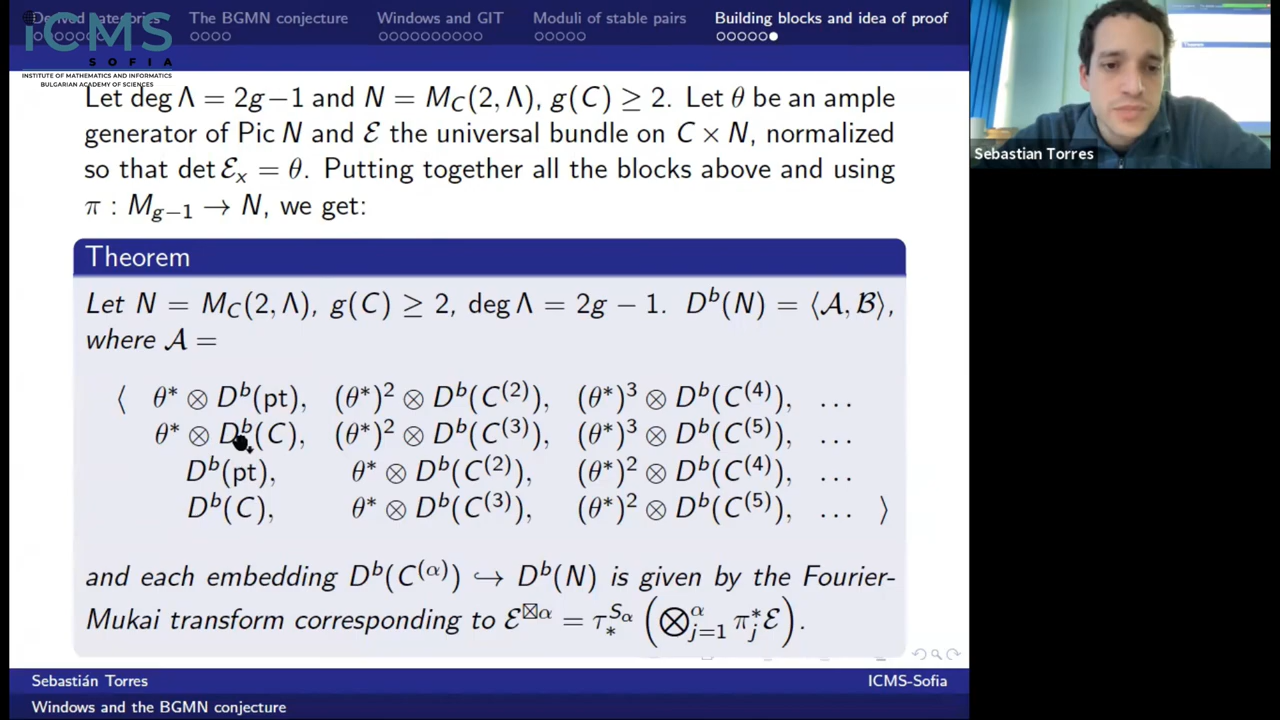 Derived categories The BGMN conjecture Windows and GIT Moduli of stable pairs Building blocks and idea of proof
ICMS
SOFIA
INSTITUTE OF MATHEMATICS AND INFORMATICS
BULGARIAN ACADEMY OF SCIENCES
Let deg Λ = 2g−1 and N = M_C(2, Λ), g(C) ≥ 2. Let θ be an ample
generator of Pic N and ℰ the universal bundle on C × N, normalized
so that det ℰ_x = θ. Putting together all the blocks above and using
π : M_{g−1} → N, we get:
Theorem
Let N = M_C(2, Λ), g(C) ≥ 2, deg Λ = 2g − 1. D^b(N) = ⟨𝒜, ℬ⟩,
where 𝒜 =
⟨ θ* ⊗ D^b(pt), (θ*)^2 ⊗ D^b(C^(2)), (θ*)^3 ⊗ D^b(C^(4)), ...
θ* ⊗ D^b(C), (θ*)^2 ⊗ D^b(C^(3)), (θ*)^3 ⊗ D^b(C^(5)), ...
D^b(pt), θ* ⊗ D^b(C^(2)), (θ*)^2 ⊗ D^b(C^(4)), ...
D^b(C), θ* ⊗ D^b(C^(3)), (θ*)^2 ⊗ D^b(C^(5)), ... ⟩
and each embedding D^b(C^(α)) ↪ D^b(N) is given by the Fourier-
Mukai transform corresponding to ℰ^{⊠α} = τ_*^{S_α} (⊗_{j=1}^α π_j^* ℰ).
Sebastián Torres ICMS-Sofia
Windows and the BGMN conjecture
Sebastian Torres